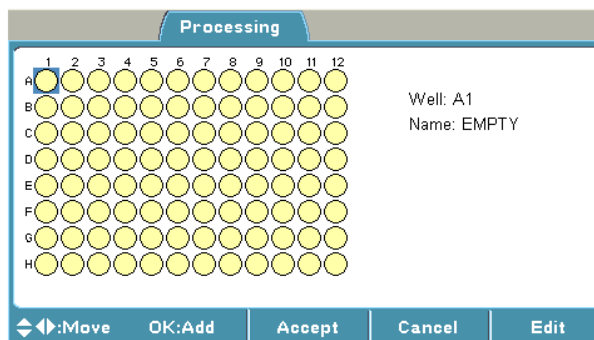 Processing
1 2 3 4 5 6 7 8 9 10 11 12
A
B
C
D
E
F
G
H
Well: A1
Name: EMPTY
:Move OK:Add Accept Cancel Edit